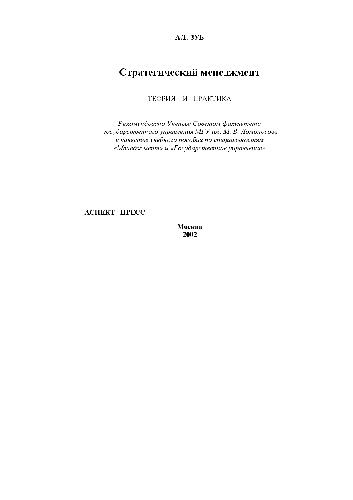 А.Т. ЗУБ
Стратегический менеджмент
ТЕОРИЯ И ПРАКТИКА
Рекомендовано Ученым Советом факультета
государственного управления МГУ им. М. В. Ломоносова
в качестве учебного пособия по специальностям
«Менеджмент» и «Государственное управление»
АСПЕКТ ПРЕСС
Москва
2002